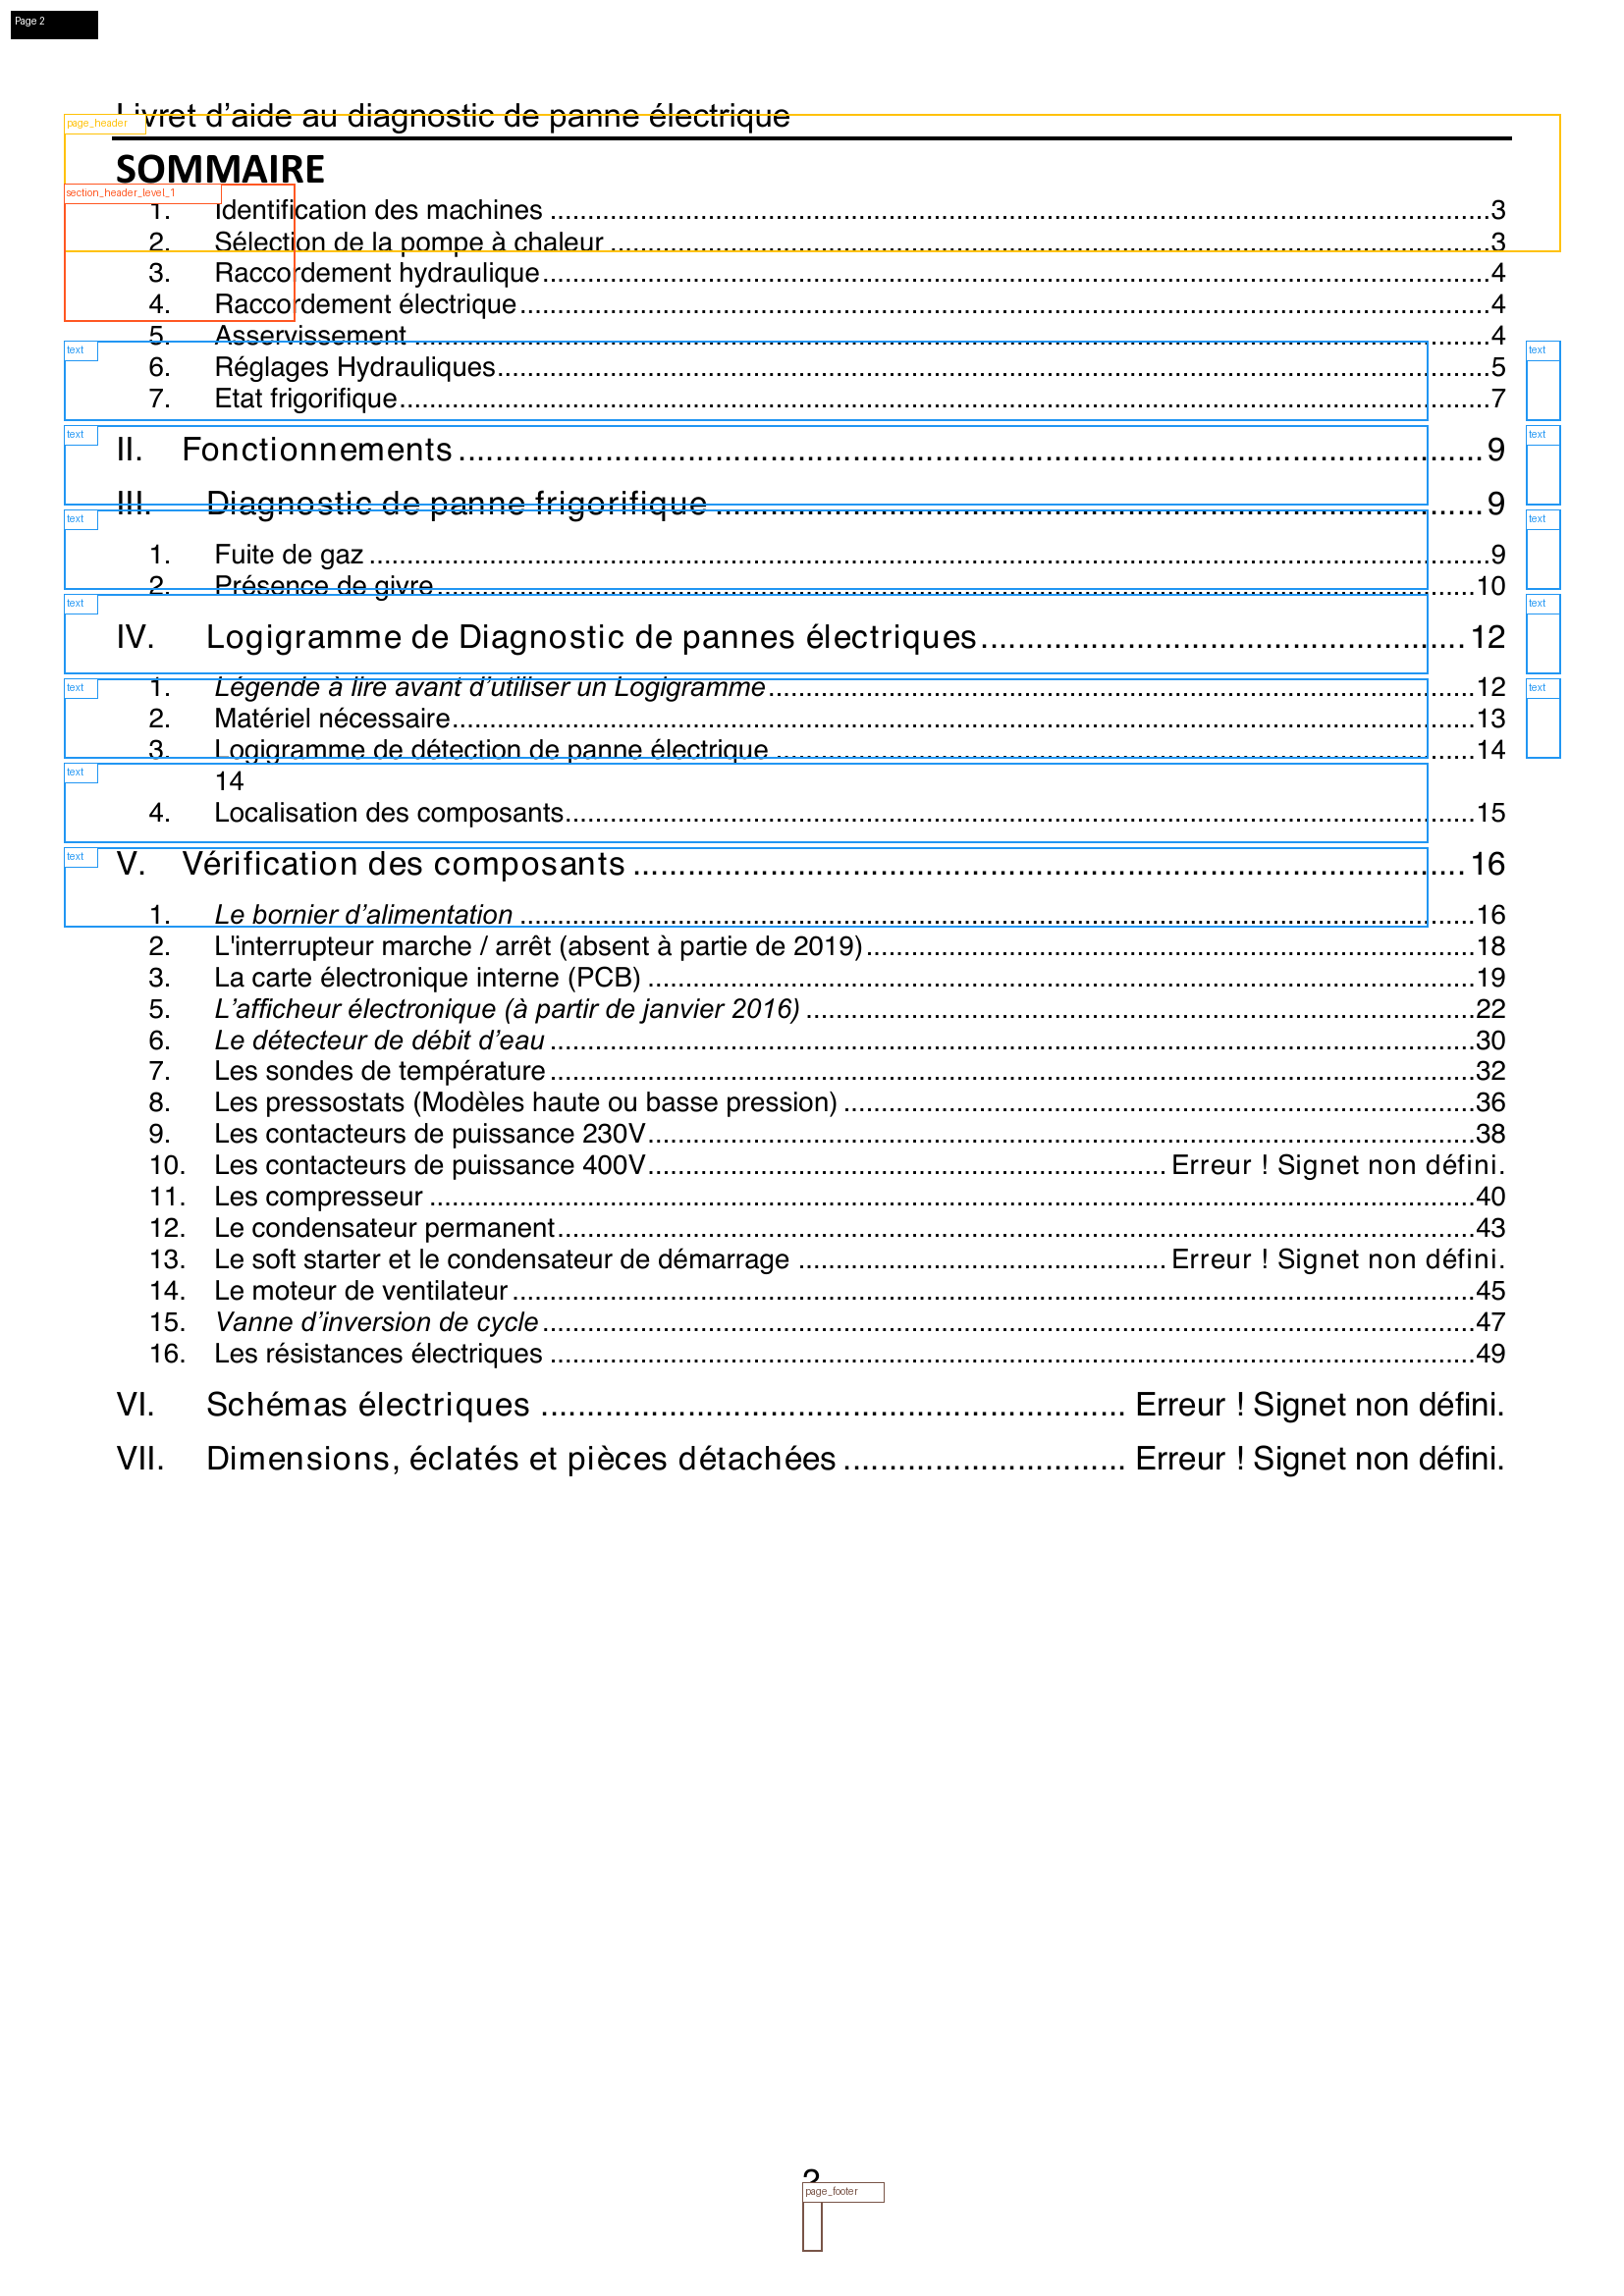 Page 2
Livret d’aide au diagnostic de panne électrique
page_header
SOMMAIRE
section_header_level_1
1. Identification des machines 3
2. Sélection de la pompe à chaleur 3
3. Raccordement hydraulique 4
4. Raccordement électrique 4
5. Asservissement 4
text text
6. Réglages Hydrauliques 5
7. Etat frigorifique 7
text text
II. Fonctionnements 9
III. Diagnostic de panne frigorifique 9
text text
1. Fuite de gaz 9
2. Présence de givre 10
text text
IV. Logigramme de Diagnostic de pannes électriques 12
text text
1. Légende à lire avant d’utiliser un Logigramme 12
2. Matériel nécessaire 13
3. Logigramme de détection de panne électrique 14
text
14
4. Localisation des composants 15
text
V. Vérification des composants 16
1. Le bornier d’alimentation 16
2. L'interrupteur marche / arrêt (absent à partie de 2019) 18
3. La carte électronique interne (PCB) 19
5. L’afficheur électronique (à partir de janvier 2016) 22
6. Le détecteur de débit d’eau 30
7. Les sondes de température 32
8. Les pressostats (Modèles haute ou basse pression) 36
9. Les contacteurs de puissance 230V 38
10. Les contacteurs de puissance 400V Erreur ! Signet non défini.
11. Les compresseur 40
12. Le condensateur permanent 43
13. Le soft starter et le condensateur de démarrage Erreur ! Signet non défini.
14. Le moteur de ventilateur 45
15. Vanne d’inversion de cycle 47
16. Les résistances électriques 49
VI. Schémas électriques Erreur ! Signet non défini.
VII. Dimensions, éclatés et pièces détachées Erreur ! Signet non défini.
page_footer